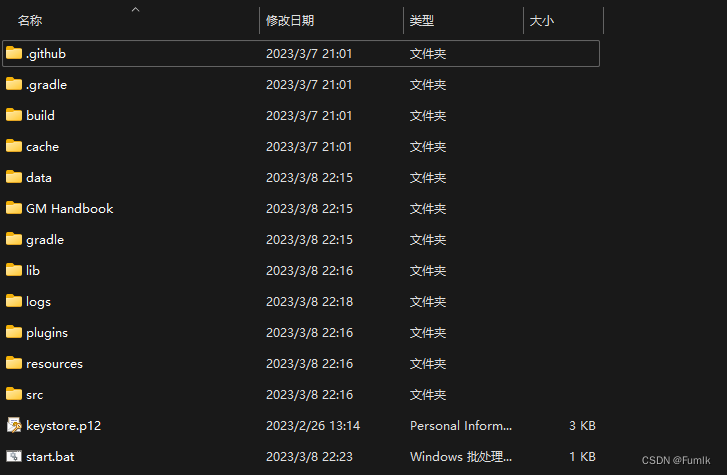 名称 修改日期 类型 大小
.github 2023/3/7 21:01 文件夹
.gradle 2023/3/7 21:01 文件夹
build 2023/3/7 21:01 文件夹
cache 2023/3/7 21:01 文件夹
data 2023/3/8 22:15 文件夹
GM Handbook 2023/3/8 22:15 文件夹
gradle 2023/3/8 22:15 文件夹
lib 2023/3/8 22:16 文件夹
logs 2023/3/8 22:18 文件夹
plugins 2023/3/8 22:16 文件夹
resources 2023/3/8 22:16 文件夹
src 2023/3/8 22:16 文件夹
keystore.p12 2023/2/26 13:14 Personal Inform... 3 KB
start.bat 2023/3/8 22:23 Windows 批处理... 1 KB
CSDN @Fumlk